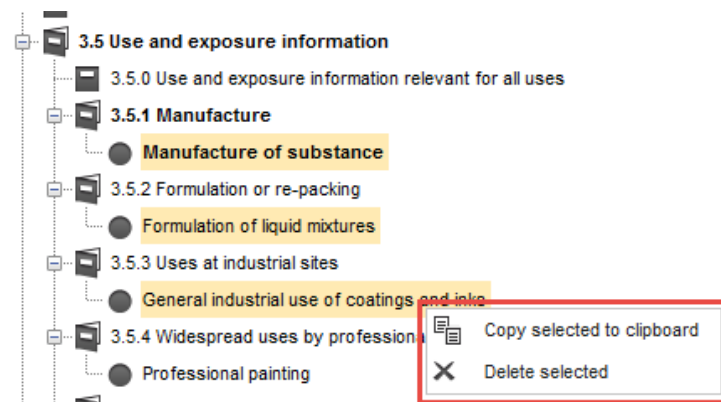 3.5 Use and exposure information
3.5.0 Use and exposure information relevant for all uses
3.5.1 Manufacture
Manufacture of substance
3.5.2 Formulation or re-packing
Formulation of liquid mixtures
3.5.3 Uses at industrial sites
General industrial use of coatings and inks
Copy selected to clipboard
3.5.4 Widespread uses by professiona
Delete selected
Professional painting